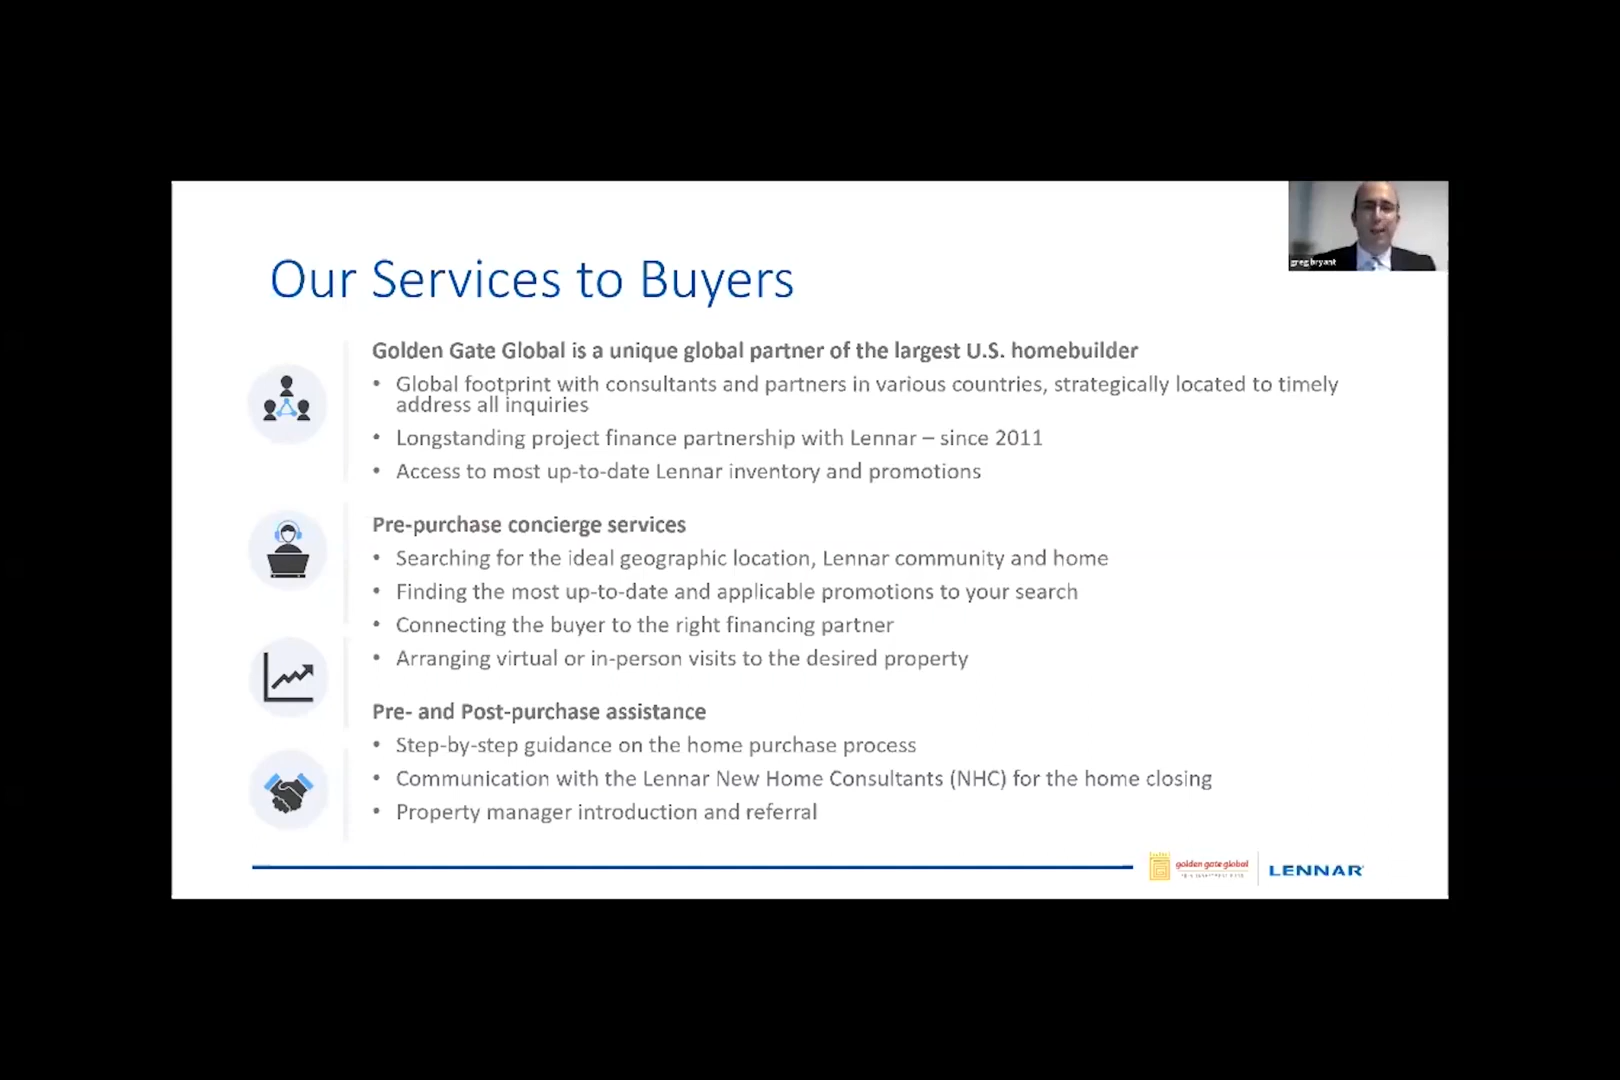 greg bryant
Our Services to Buyers
Golden Gate Global is a unique global partner of the largest U.S. homebuilder
• Global footprint with consultants and partners in various countries, strategically located to timely
address all inquiries
• Longstanding project finance partnership with Lennar – since 2011
• Access to most up-to-date Lennar inventory and promotions
Pre-purchase concierge services
• Searching for the ideal geographic location, Lennar community and home
• Finding the most up-to-date and applicable promotions to your search
• Connecting the buyer to the right financing partner
• Arranging virtual or in-person visits to the desired property
Pre- and Post-purchase assistance
• Step-by-step guidance on the home purchase process
• Communication with the Lennar New Home Consultants (NHC) for the home closing
• Property manager introduction and referral
golden gate global
LENNAR